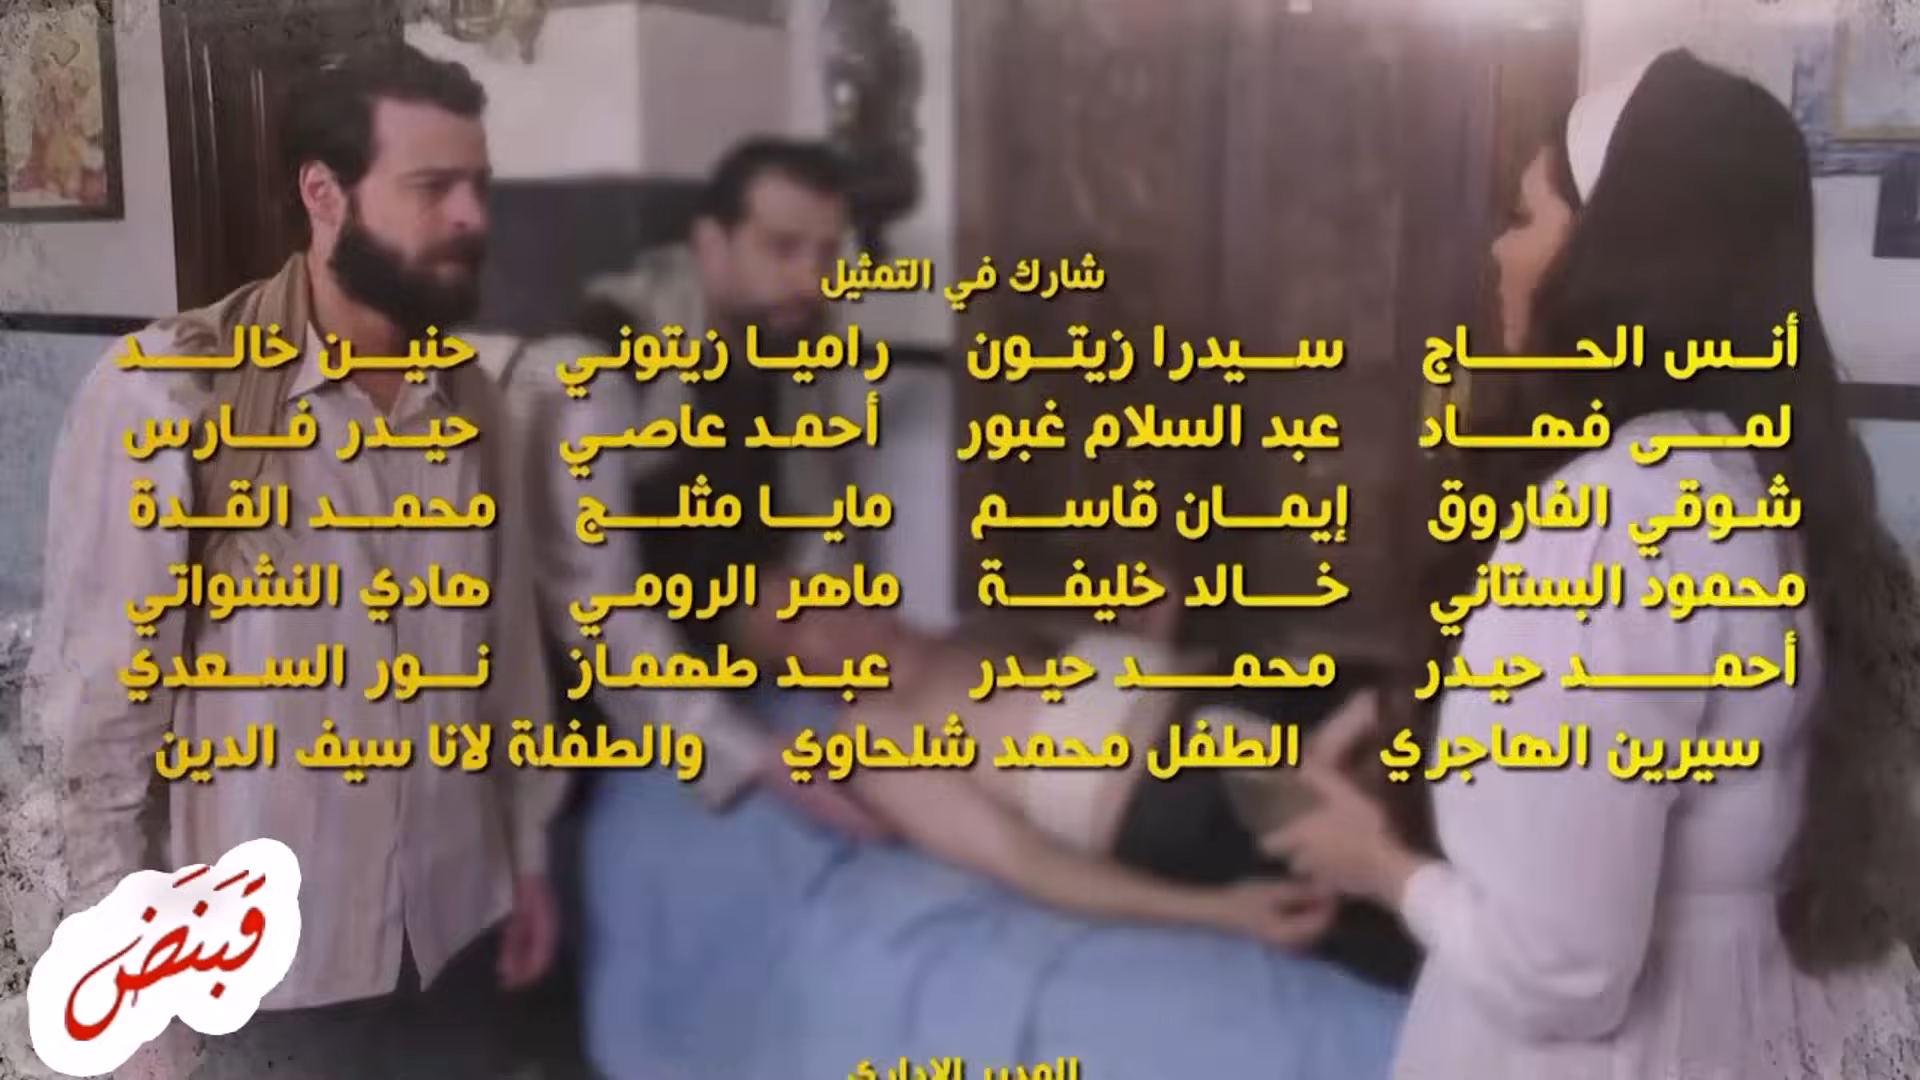 شارك في التمثيل
أنس الحاج سيدرا زيتون راميا زيتوني حنين خالد
لمى فهاد عبد السلام غبور أحمد عاصي حيدر فارس
شوقي الفاروق إيمان قاسم مايا مثلج محمد القدة
محمود البستاني خالد خليفة ماهر الرومي هادي النشواتي
أحمد حيدر محمد حيدر عبد طهماز نور السعدي
سيرين الهاجري الطفل محمد شلحاوي والطفلة لانا سيف الدين
قَبَنَض
المدير الإداري